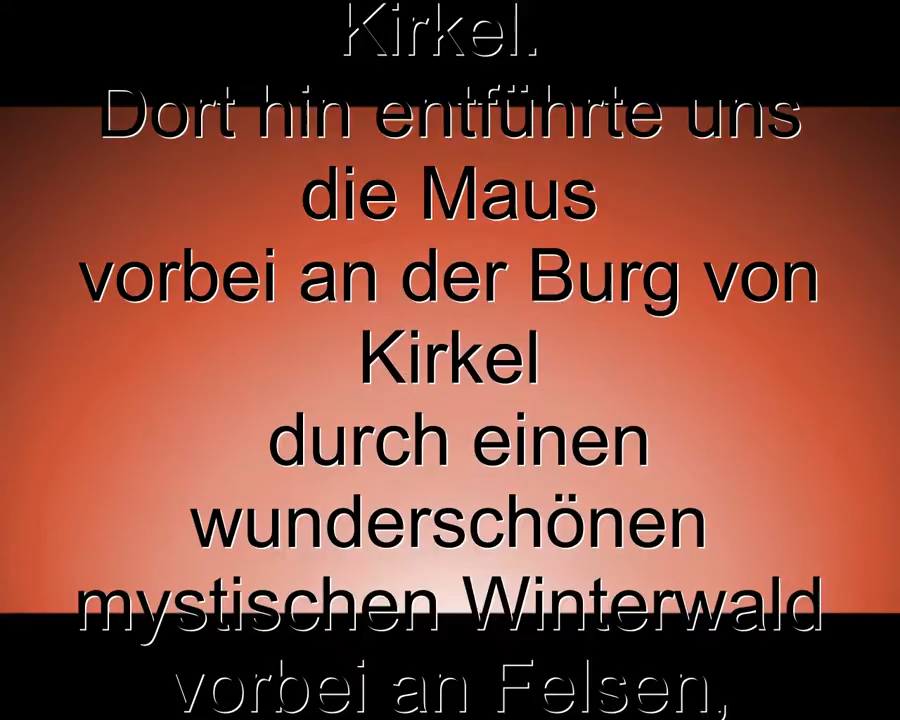 Kirkel.
Dort hin entführte uns
die Maus
vorbei an der Burg von
Kirkel
durch einen
wunderschönen
mystischen Winterwald
vorbei an Felsen,